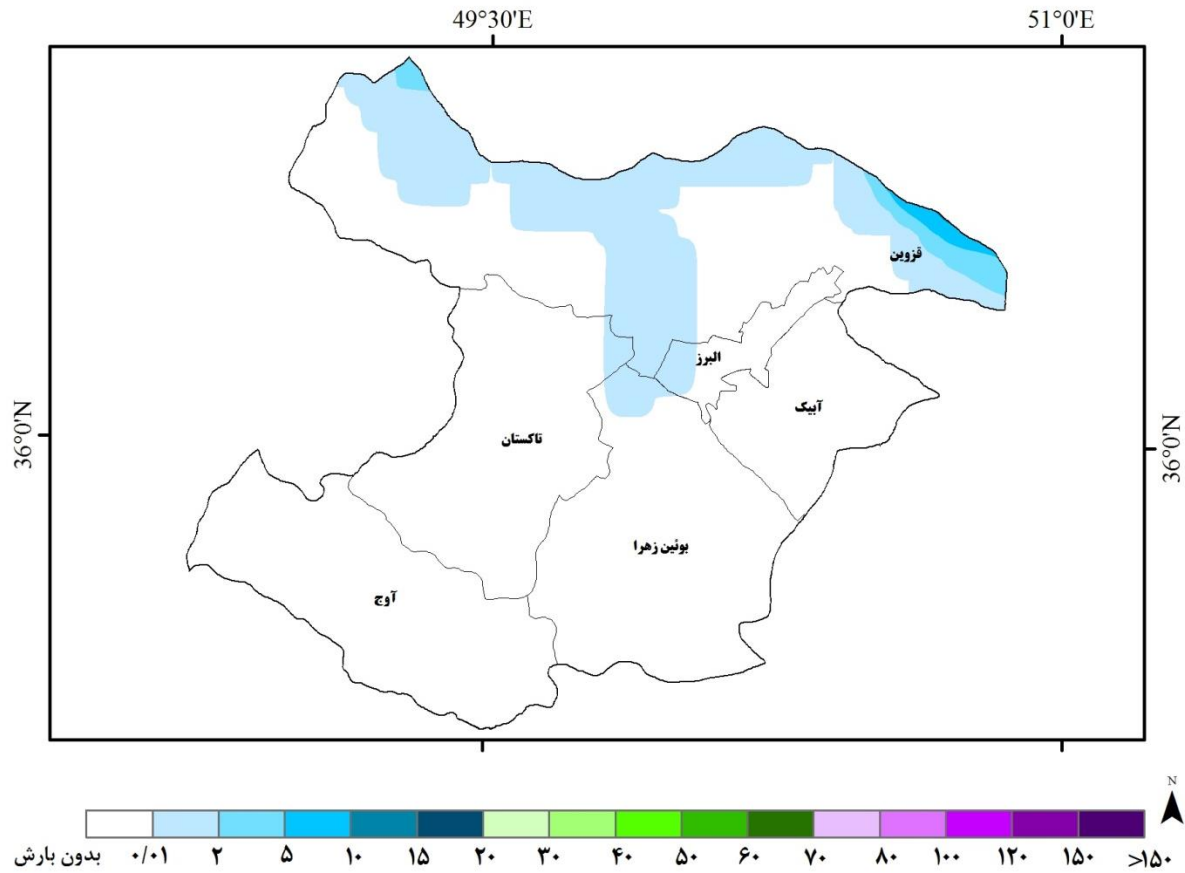 49°30'E 51°0'E
قزوین
البرز
آبیک
36°0'N تاکستان 36°0'N
بوئین زهرا
آوج
N
بدون بارش ۰/۰۱ ۲ ۵ ۱۰ ۱۵ ۲۰ ۳۰ ۴۰ ۵۰ ۶۰ ۷۰ ۸۰ ۱۰۰ ۱۲۰ ۱۵۰ >۱۵۰